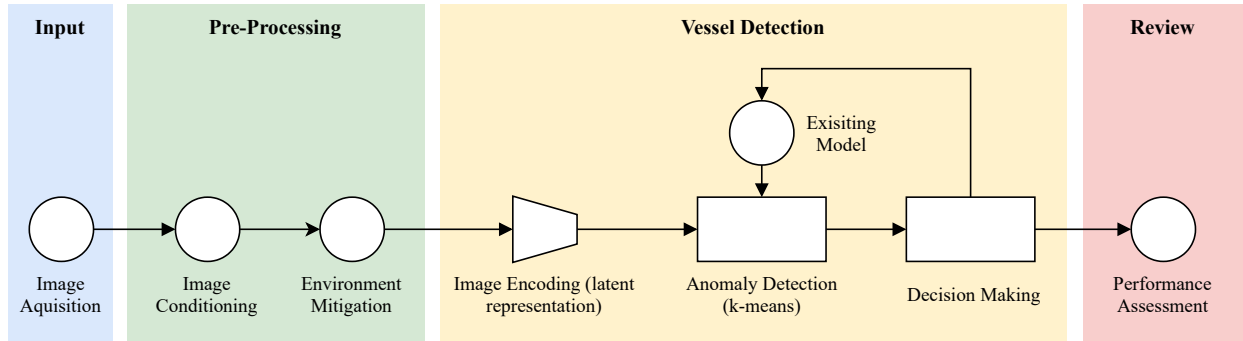 Input
Pre-Processing
Vessel Detection
Review
Exisiting
Model
Image
Aquisition
Image
Conditioning
Environment
Mitigation
Image Encoding (latent
representation)
Anomaly Detection
(k-means)
Decision Making
Performance
Assessment